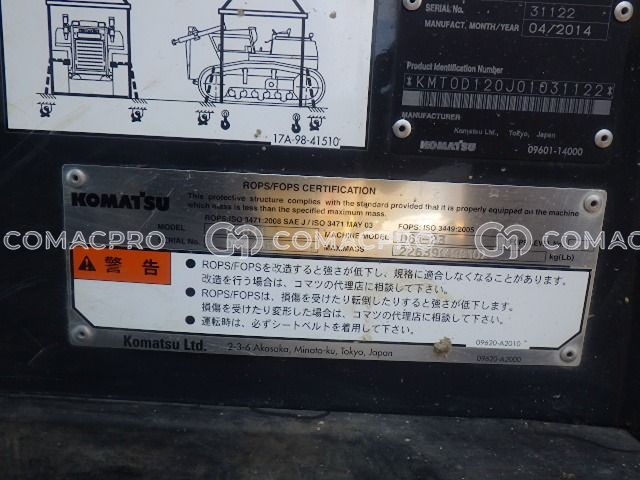 SERIAL No. 31122
MANUFACT. MONTH/YEAR 04/2014
Product Identification Number
*KMT0D120J01031122*
MANUFACTURER
Komatsu Ltd., Tokyo, Japan
KOMATSU 09601-14000
17A-98-41510
KOMATSU
ROPS/FOPS CERTIFICATION
This protective structure complies with the standard provided that it is properly equipped on the machine
which mass is less than the specified maximum mass.
ROPS:ISO 3471:2008 SAE J / ISO 3471 MAY 03 FOPS: ISO 3449:2005
MODEL MACHINE MODEL
SERIAL No. MAX.MASS kg(Lb)
COMACPRO COMACPRO COMACPRO
警告
● ROPS/FOPSを改造すると強さが低下し、規格に適合しなくなることがあります。
改造を行う場合は、コマツの代理店に相談して下さい。
● ROPS/FOPSは、損傷を受けたり転倒したりすると強さが低下します。
損傷を受けたり変形した場合は、コマツの代理店に相談して下さい。
● 運転時は、必ずシートベルトを着用して下さい。
09620-A2010
Komatsu Ltd. 2-3-6 Akasaka, Minato-ku, Tokyo, Japan
09620-A2000